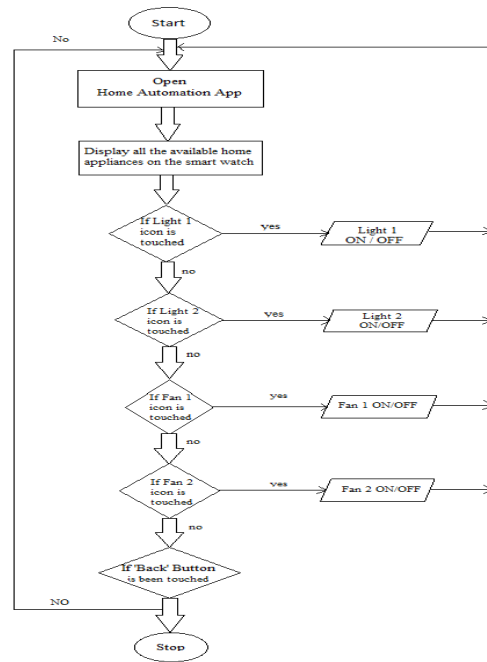 Start
No
Open
Home Automation App
Display all the available home
appliances on the smart watch
If Light 1
icon is
touched
yes
Light 1
ON / OFF
no
If Light 2
icon is
touched
yes
Light 2
ON/OFF
no
If Fan 1
icon is
touched
yes
Fan 1 ON/OFF
no
If Fan 2
icon is
touched
yes
Fan 2 ON/OFF
no
If 'Back' Button
is been touched
NO
Stop